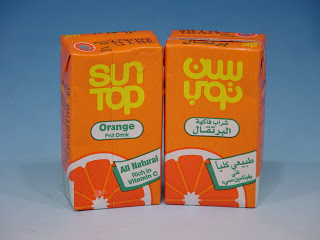 sun
TOP
Orange
Fruit Drink
All Natural
Rich in
Vitamin C
سن
توب
شراب فاكهة
البرتقال
طبيعي كلياً
غني
بفيتامين سي